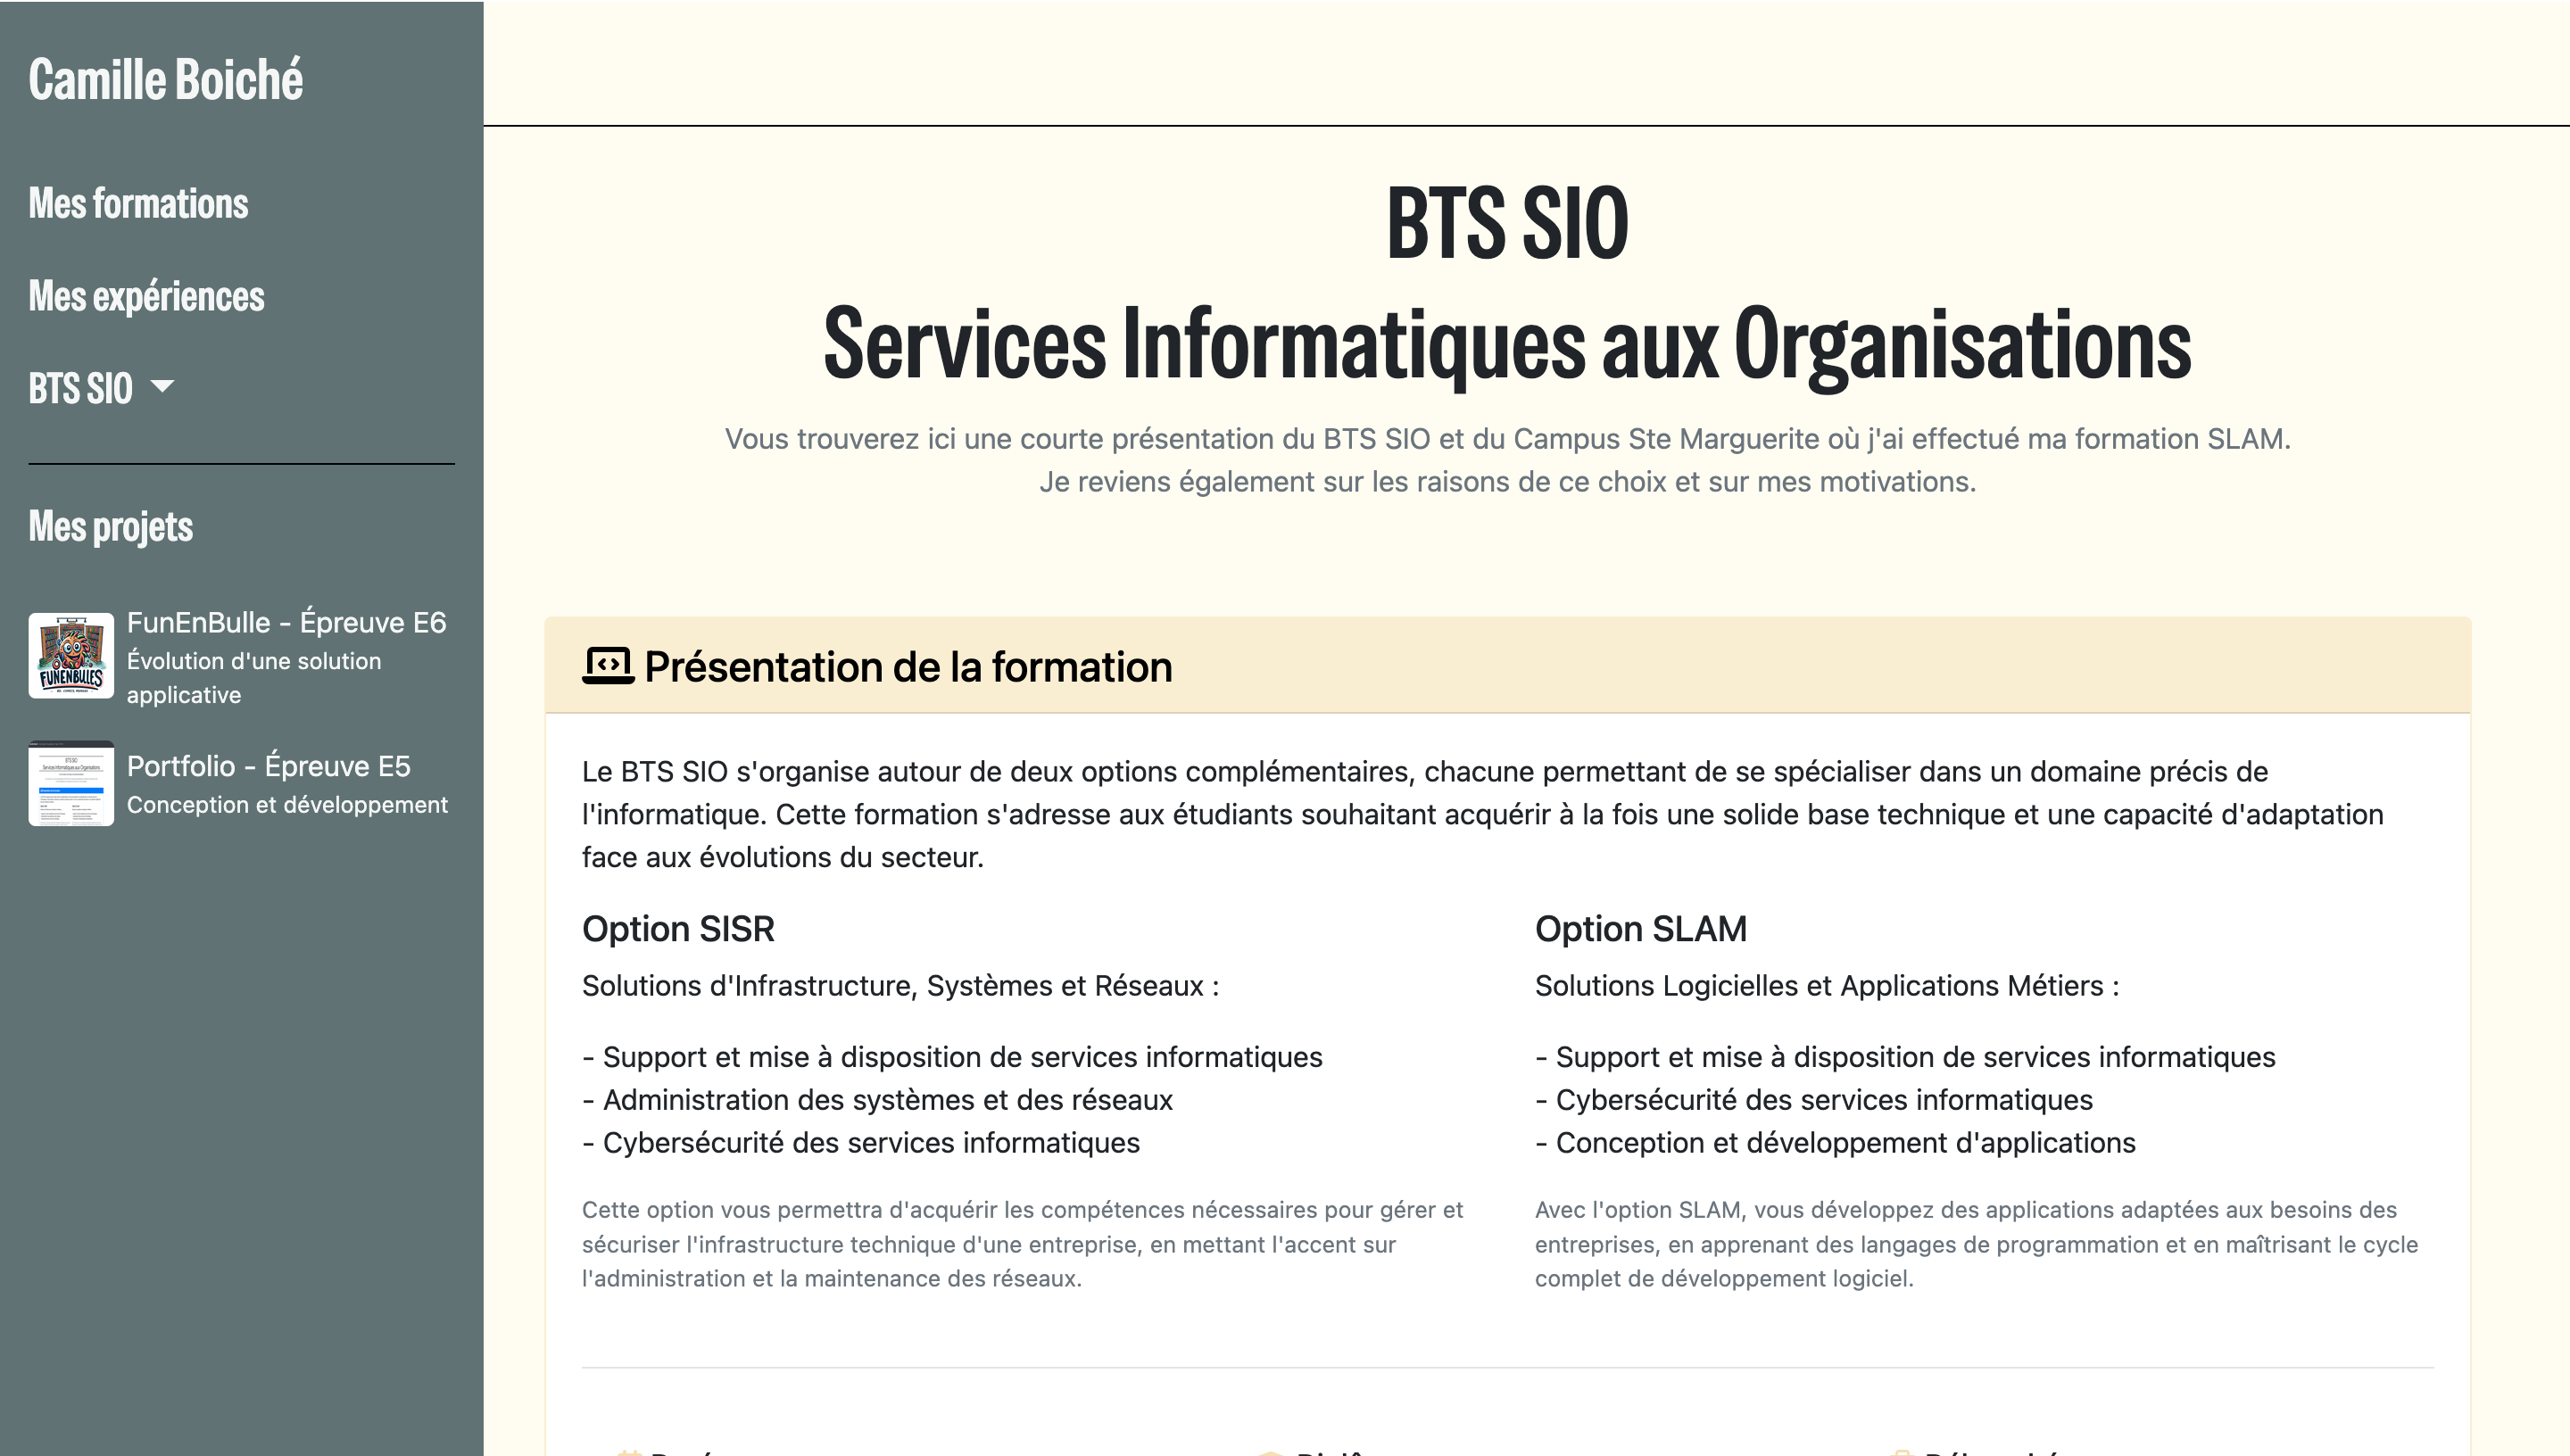 Camille Boiché
Mes formations
Mes expériences
BTS SIO
Mes projets
FUNENBULLES
FunEnBulle - Épreuve E6
Évolution d'une solution
applicative
Portfolio - Épreuve E5
Conception et développement
BTS SIO
Services Informatiques aux Organisations
Vous trouverez ici une courte présentation du BTS SIO et du Campus Ste Marguerite où j'ai effectué ma formation SLAM.
Je reviens également sur les raisons de ce choix et sur mes motivations.
Présentation de la formation
Le BTS SIO s'organise autour de deux options complémentaires, chacune permettant de se spécialiser dans un domaine précis de
l'informatique. Cette formation s'adresse aux étudiants souhaitant acquérir à la fois une solide base technique et une capacité d'adaptation
face aux évolutions du secteur.
Option SISR
Solutions d'Infrastructure, Systèmes et Réseaux :
- Support et mise à disposition de services informatiques
- Administration des systèmes et des réseaux
- Cybersécurité des services informatiques
Cette option vous permettra d'acquérir les compétences nécessaires pour gérer et
sécuriser l'infrastructure technique d'une entreprise, en mettant l'accent sur
l'administration et la maintenance des réseaux.
Option SLAM
Solutions Logicielles et Applications Métiers :
- Support et mise à disposition de services informatiques
- Cybersécurité des services informatiques
- Conception et développement d'applications
Avec l'option SLAM, vous développez des applications adaptées aux besoins des
entreprises, en apprenant des langages de programmation et en maîtrisant le cycle
complet de développement logiciel.